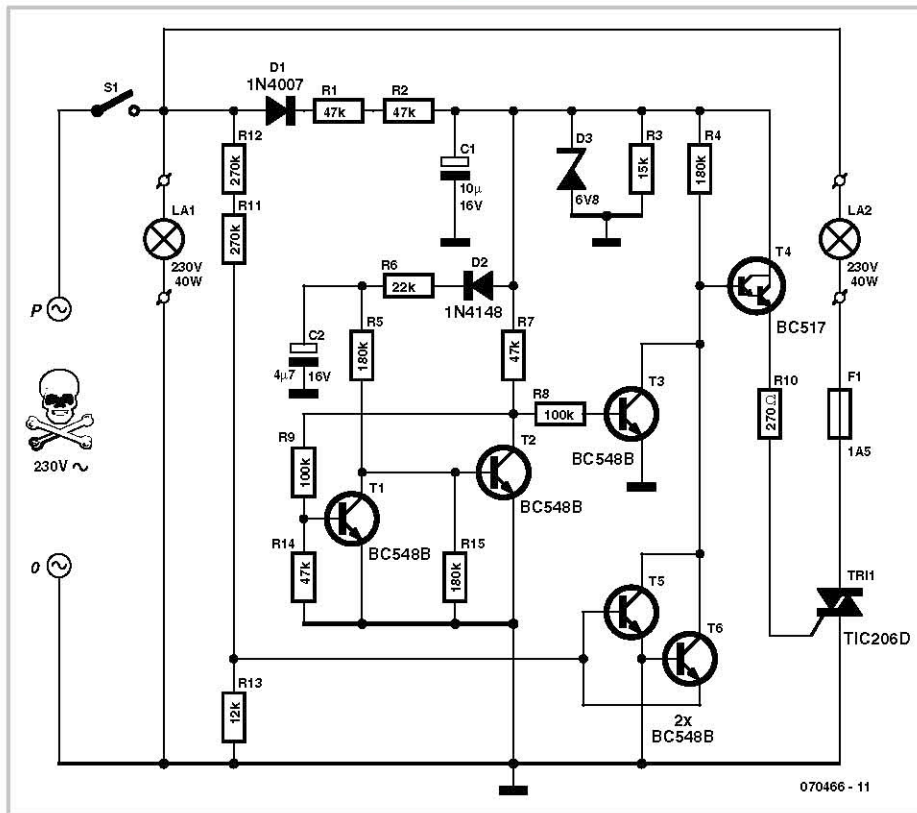 S1
D1
1N4007
R1
47k
R2
47k
R12
270k
R11
270k
LA1
230V
40W
P
230V ~
0
C1
10µ
16V
D3
6V8
R3
15k
R4
180k
LA2
230V
40W
T4
BC517
R6
22k
D2
1N4148
R5
180k
C2
4µ7
16V
R7
47k
R8
100k
T3
BC548B
R10
270Ω
F1
1A5
R9
100k
T1
BC548B
T2
BC548B
R14
47k
R15
180k
T5
T6
2x
BC548B
TRI1
TIC206D
R13
12k
070466 - 11